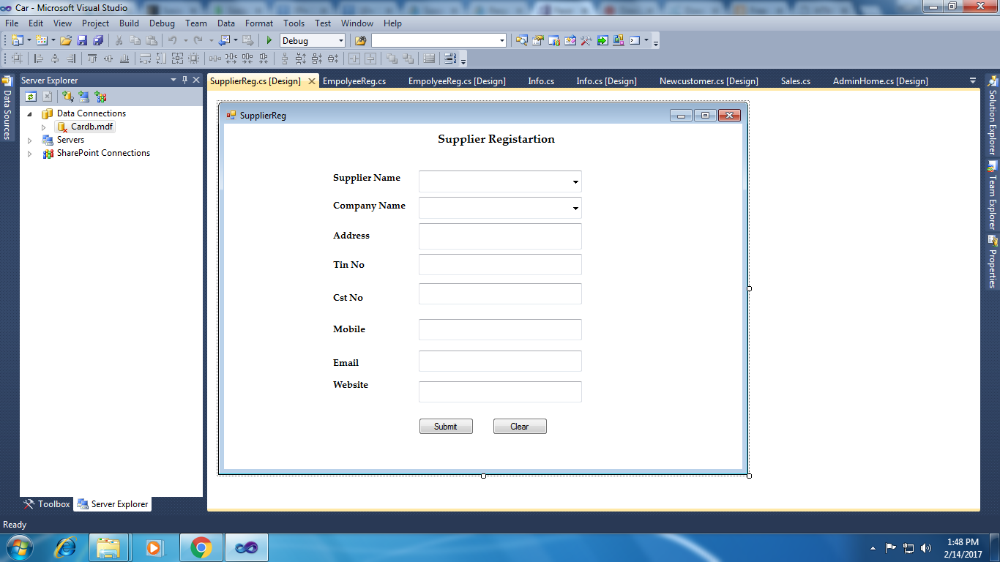 Car - Microsoft Visual Studio
File Edit View Project Build Debug Team Data Format Tools Test Window Help
Debug
Server Explorer
SupplierReg.cs [Design] EmpolyeeReg.cs EmpolyeeReg.cs [Design] Info.cs Info.cs [Design] Newcustomer.cs [Design] Sales.cs AdminHome.cs [Design]
Data Sources
Data Connections
Cardb.mdf
Servers
SharePoint Connections
SupplierReg
Supplier Registartion
Supplier Name
Company Name
Address
Tin No
Cst No
Mobile
Email
Website
Submit Clear
Solution Explorer
Team Explorer
Properties
Toolbox Server Explorer
Ready
1:48 PM
2/14/2017